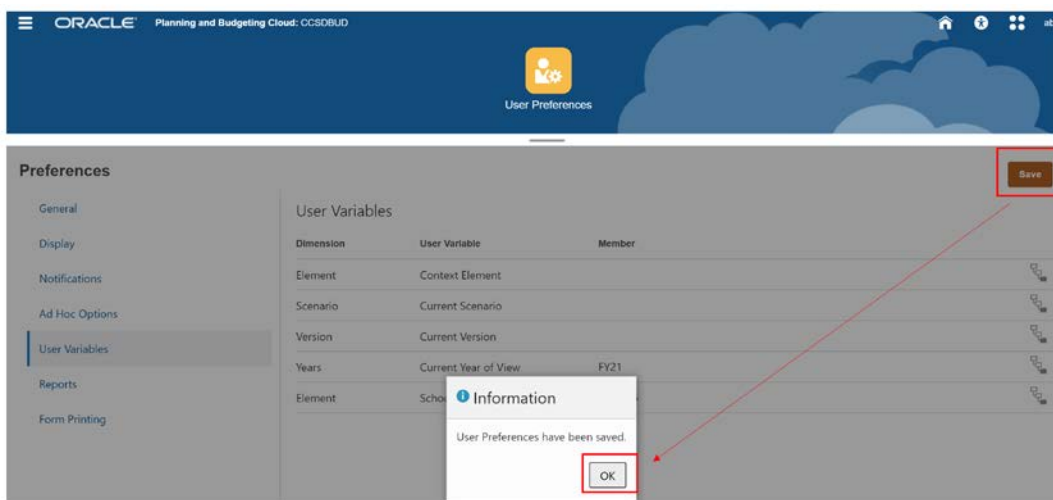 ORACLE Planning and Budgeting Cloud: CCSDBUD
User Preferences
Preferences
Save
General
Display
Notifications
Ad Hoc Options
User Variables
Reports
Form Printing
User Variables
Dimension User Variable Member
Element Context Element
Scenario Current Scenario
Version Current Version
Years Current Year of View FY21
Element
Information
User Preferences have been saved.
OK